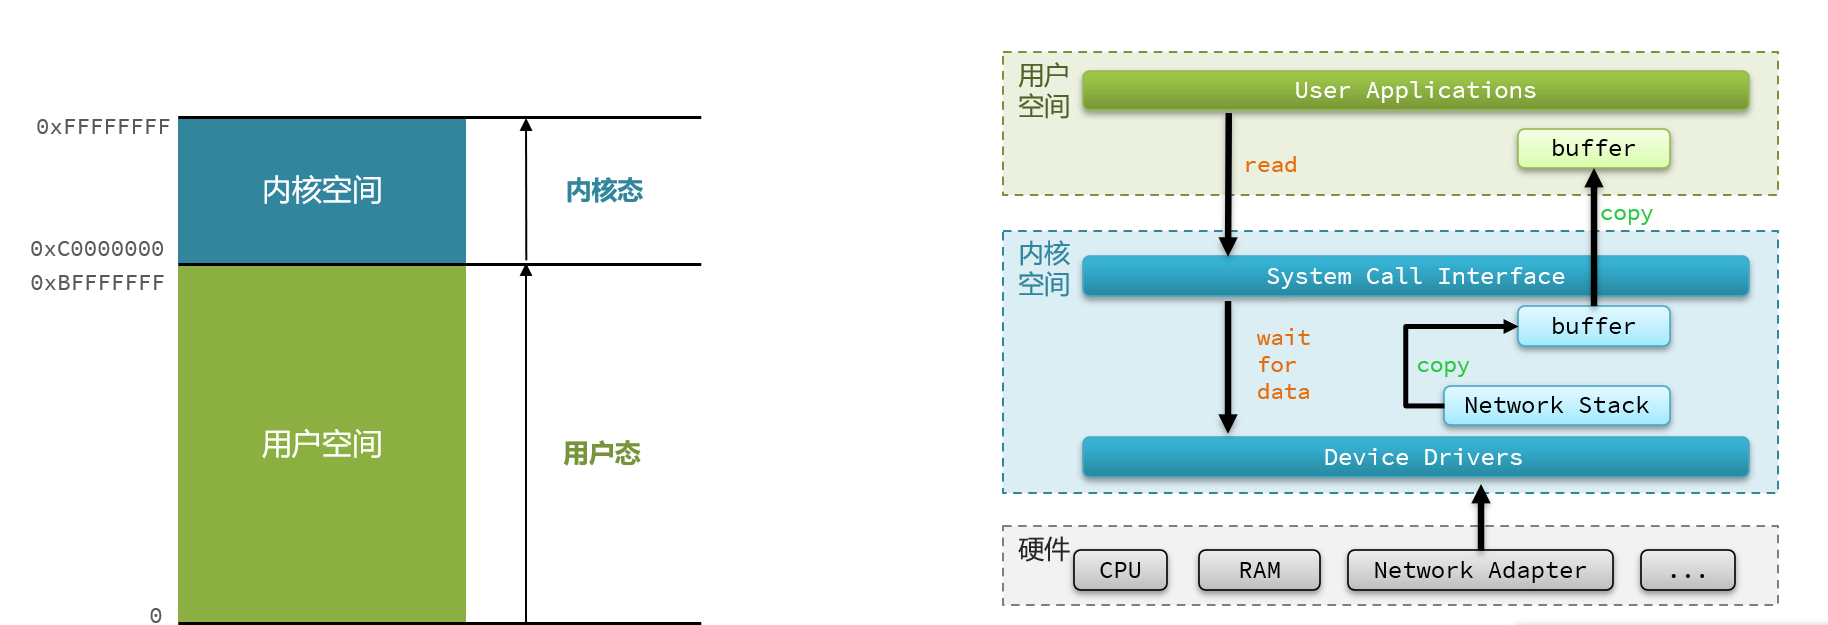 0xFFFFFFFF
内核空间
内核态
0xC0000000
0xBFFFFFFF
用户空间
用户态
0
用户
空间
User Applications
buffer
read
copy
内核
空间
System Call Interface
buffer
wait
for
data
copy
Network Stack
Device Drivers
硬件
CPU
RAM
Network Adapter
...